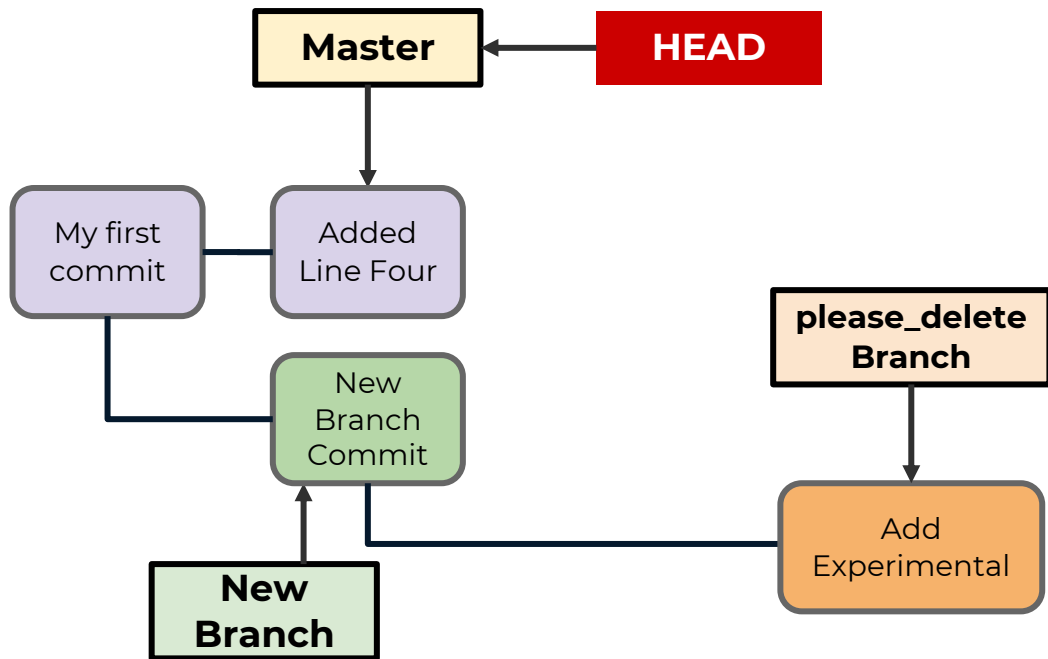 Master
HEAD
My first
commit
Added
Line Four
please_delete
Branch
New
Branch
Commit
Add
Experimental
New
Branch